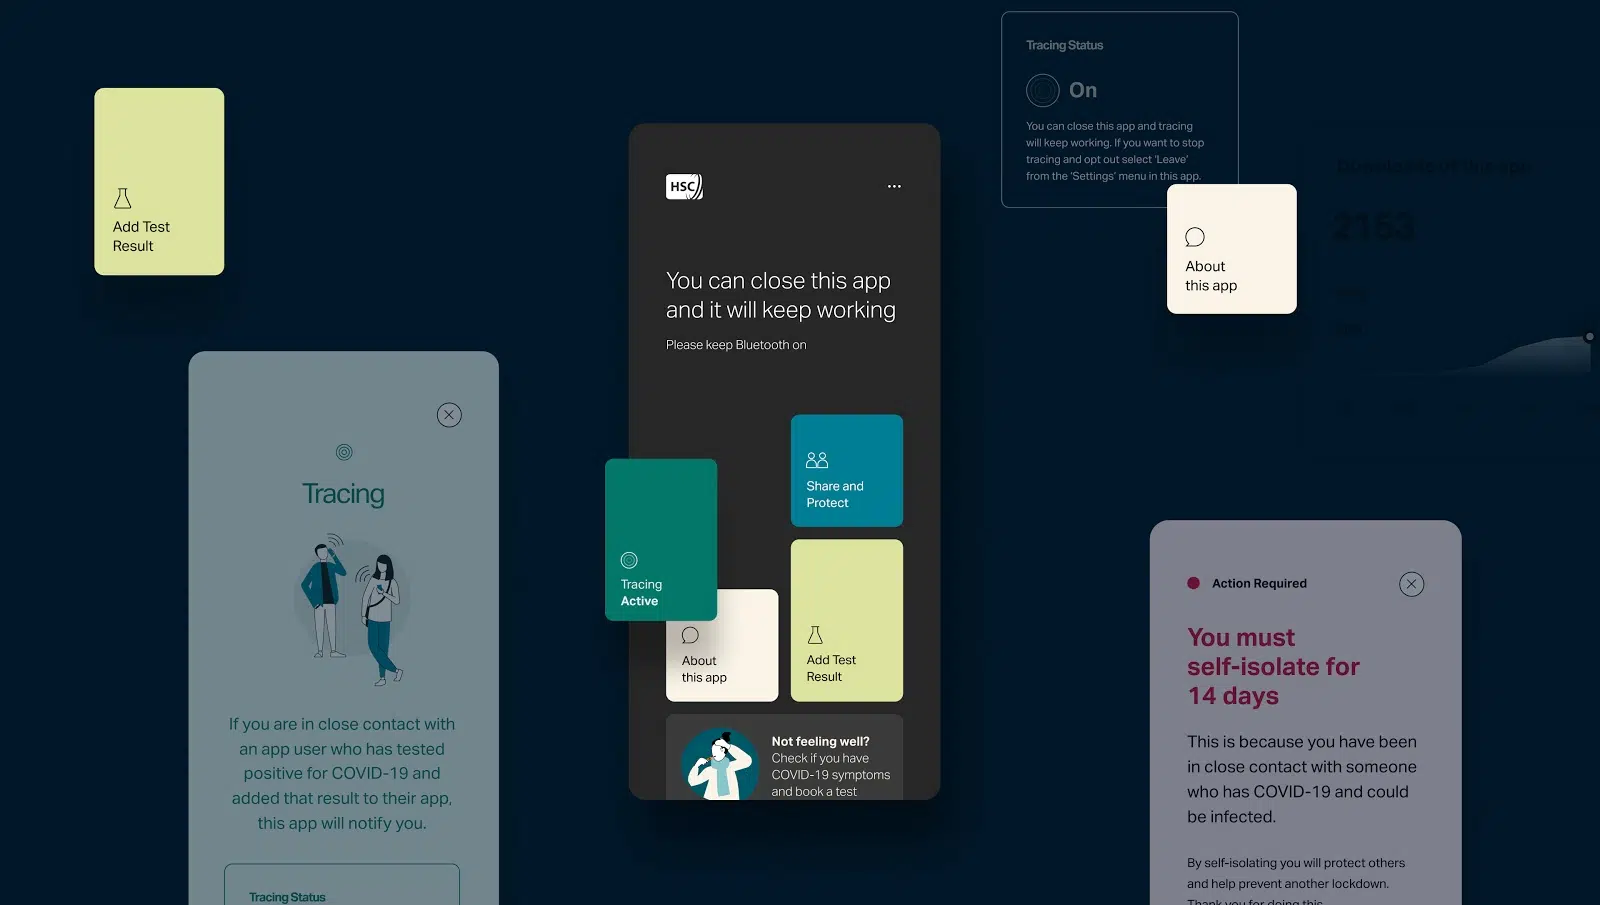 Add Test
Result
Tracing
If you are in close contact with
an app user who has tested
positive for COVID-19 and
added that result to their app,
this app will notify you.
Tracing Status
HSC
You can close this app
and it will keep working
Please keep Bluetooth on
Share and
Protect
Tracing
Active
About
this app
Add Test
Result
Not feeling well?
Check if you have
COVID-19 symptoms
and book a test
Tracing Status
On
You can close this app and tracing
will keep working. If you want to stop
tracing and opt out select 'Leave'
from the 'Settings' menu in this app.
About
this app
2153
Action Required
You must
self-isolate for
14 days
This is because you have been
in close contact with someone
who has COVID-19 and could
be infected.
By self-isolating you will protect others
and help prevent another lockdown.
Thank you for doing this